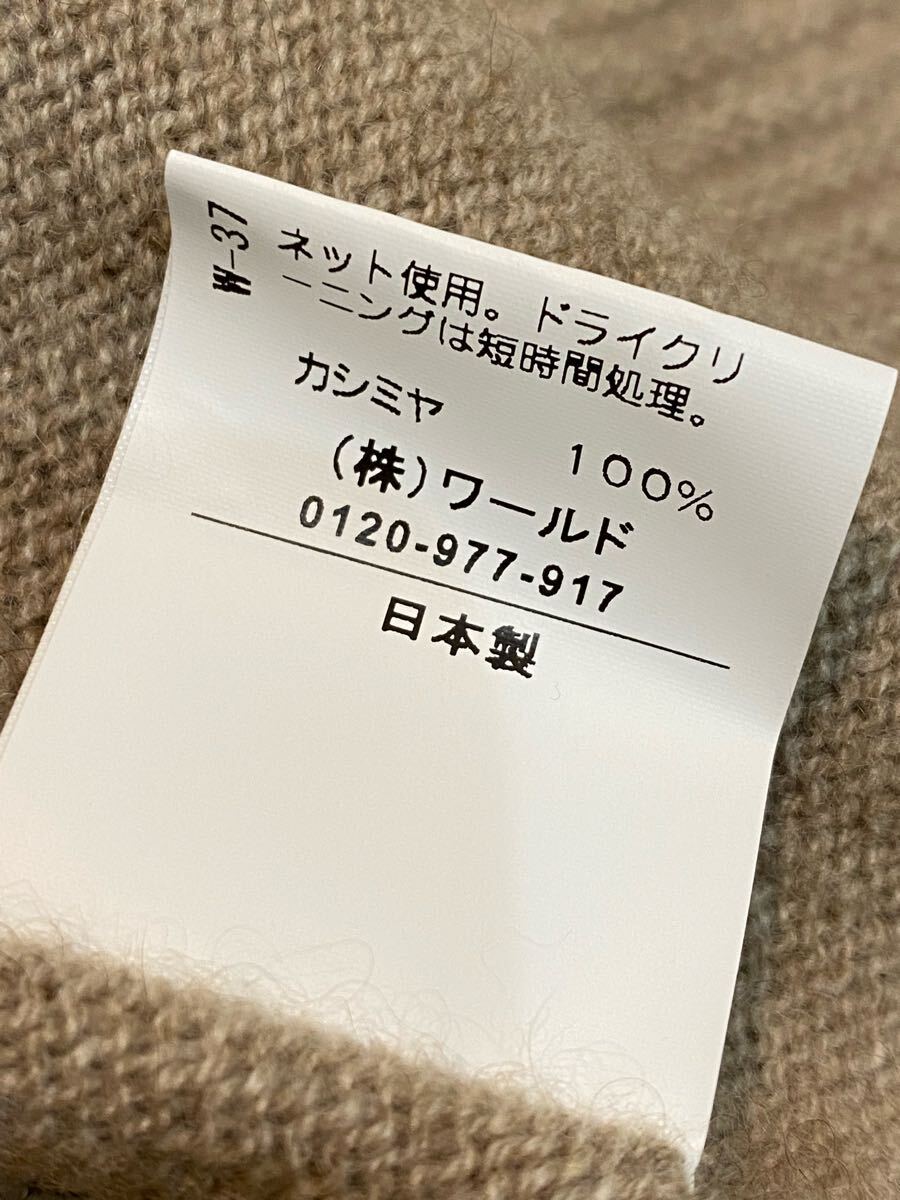 W-37
ネット使用。ドライクリ
ーニングは短時間処理。
カシミヤ 100%
(株)ワールド
0120-977-917
日本製